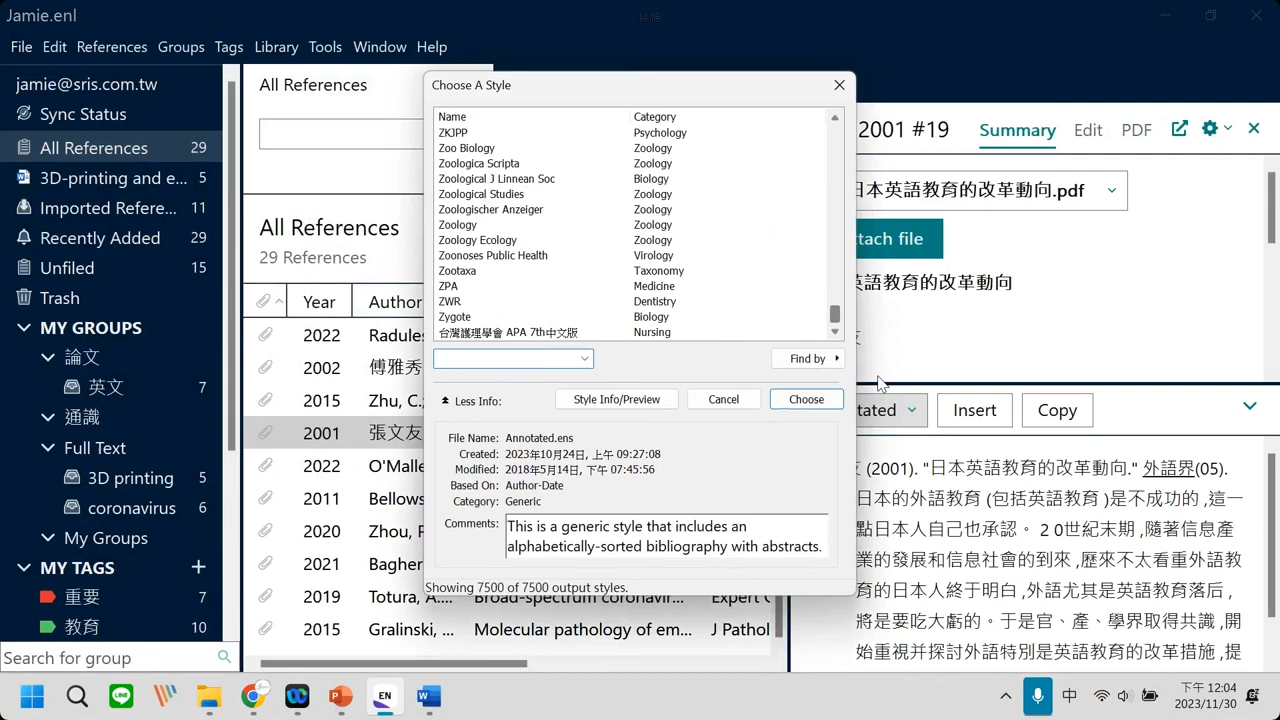 Jamie.enl
File Edit References Groups Tags Library Tools Window Help
jamie@sris.com.tw
Sync Status
All References 29
3D-printing and e... 5
Imported Refere... 11
Recently Added 29
Unfiled 15
Trash
MY GROUPS
論文
英文 7
通識
Full Text
3D printing 5
coronavirus 6
My Groups
MY TAGS +
重要 7
教育 10
Search for group
All References
All References
29 References
Year Author
2022 Radules
2002 傅雅秀
2015 Zhu, C.;
2001 張文友
2022 O'Malle
2011 Bellows
2020 Zhou, P
2021 Bagher
2019 Totura, A.... Broad-spectrum coronavir... Expert O
2015 Gralinski, ... Molecular pathology of em... J Pathol
Choose A Style
Name Category
ZKJPP Psychology
Zoo Biology Zoology
Zoologica Scripta Zoology
Zoological J Linnean Soc Biology
Zoological Studies Zoology
Zoologischer Anzeiger Zoology
Zoology Zoology
Zoology Ecology Zoology
Zoonoses Public Health Virology
Zootaxa Taxonomy
ZPA Medicine
ZWR Dentistry
Zygote Biology
台灣護理學會 APA 7th中文版 Nursing
Find by
Less Info: Style Info/Preview Cancel Choose
File Name: Annotated.ens
Created: 2023年10月24日, 上午 09:27:08
Modified: 2018年5月14日, 下午 07:45:56
Based On: Author-Date
Category: Generic
Comments: This is a generic style that includes an
alphabetically-sorted bibliography with abstracts.
Showing 7500 of 7500 output styles.
2001 #19 Summary Edit PDF
日本英語教育的改革動向.pdf
tach file
英語教育的改革動向
tated Insert Copy
(2001). "日本英語教育的改革動向." 外語界(05).
日本的外語教育 (包括英語教育 )是不成功的 ,這一
點日本人自己也承認。 2 0世紀末期 ,隨著信息產
業的發展和信息社會的到來 ,歷來不太看重外語教
育的日本人終于明白 ,外語尤其是英語教育落后 ,
將是要吃大虧的。于是官、產、學界取得共識 ,開
始重視并探討外語特別是英語教育的改革措施 , 提
EN
中
下午 12:04
2023/11/30